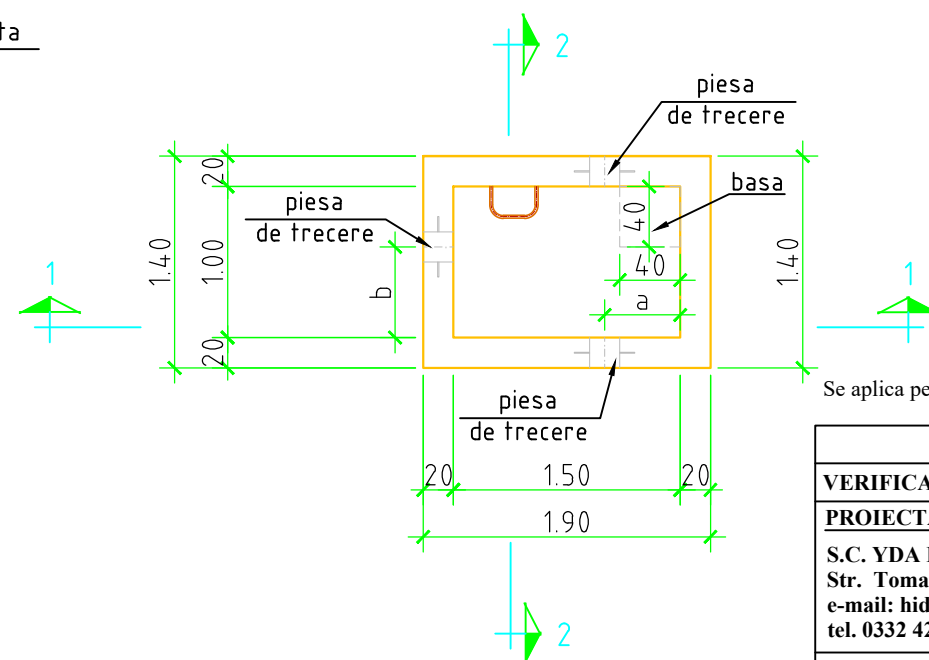 ta
2
piesa
de trecere
basa
piesa
de trecere
20
1.40
1.00
20
b
40
40
a
1.40
1
1
piesa
de trecere
Se aplica pe
20
1.50
20
1.90
2
VERIFICA
PROIECTA
S.C. YDA
Str. Toma
e-mail: hid
tel. 0332 42